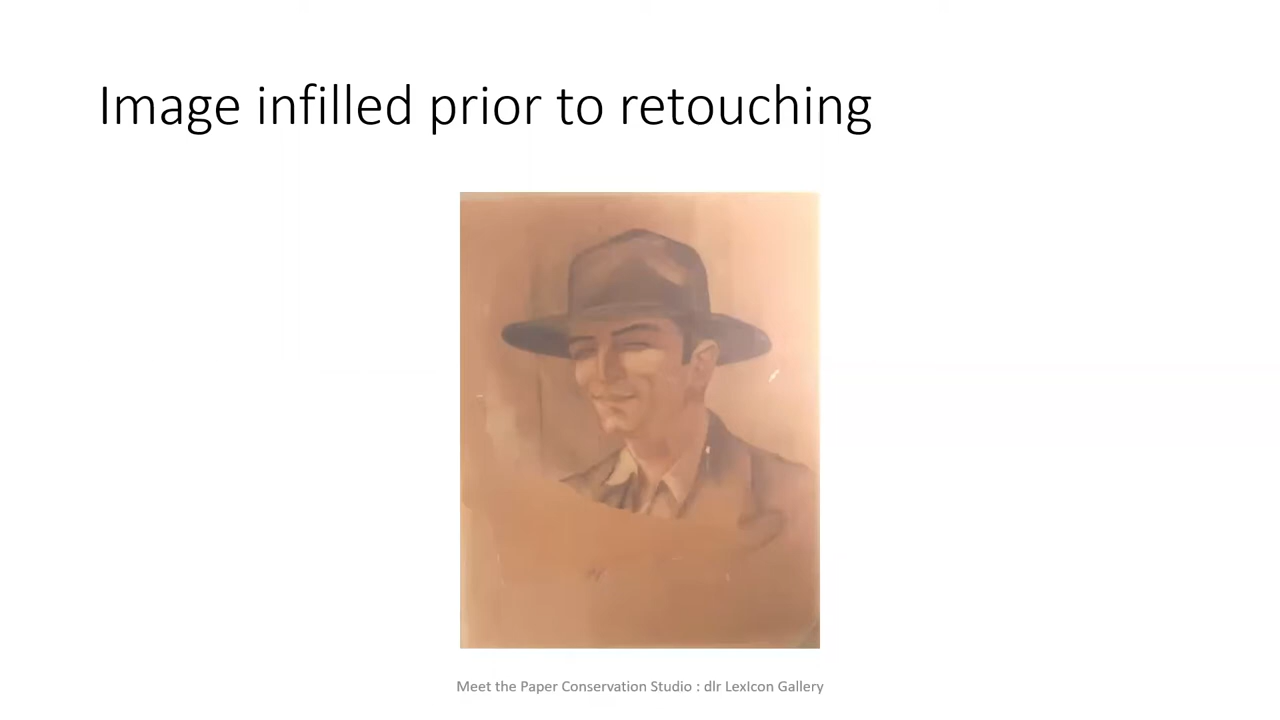 Image infilled prior to retouching
Meet the Paper Conservation Studio : dlr LexIcon Gallery